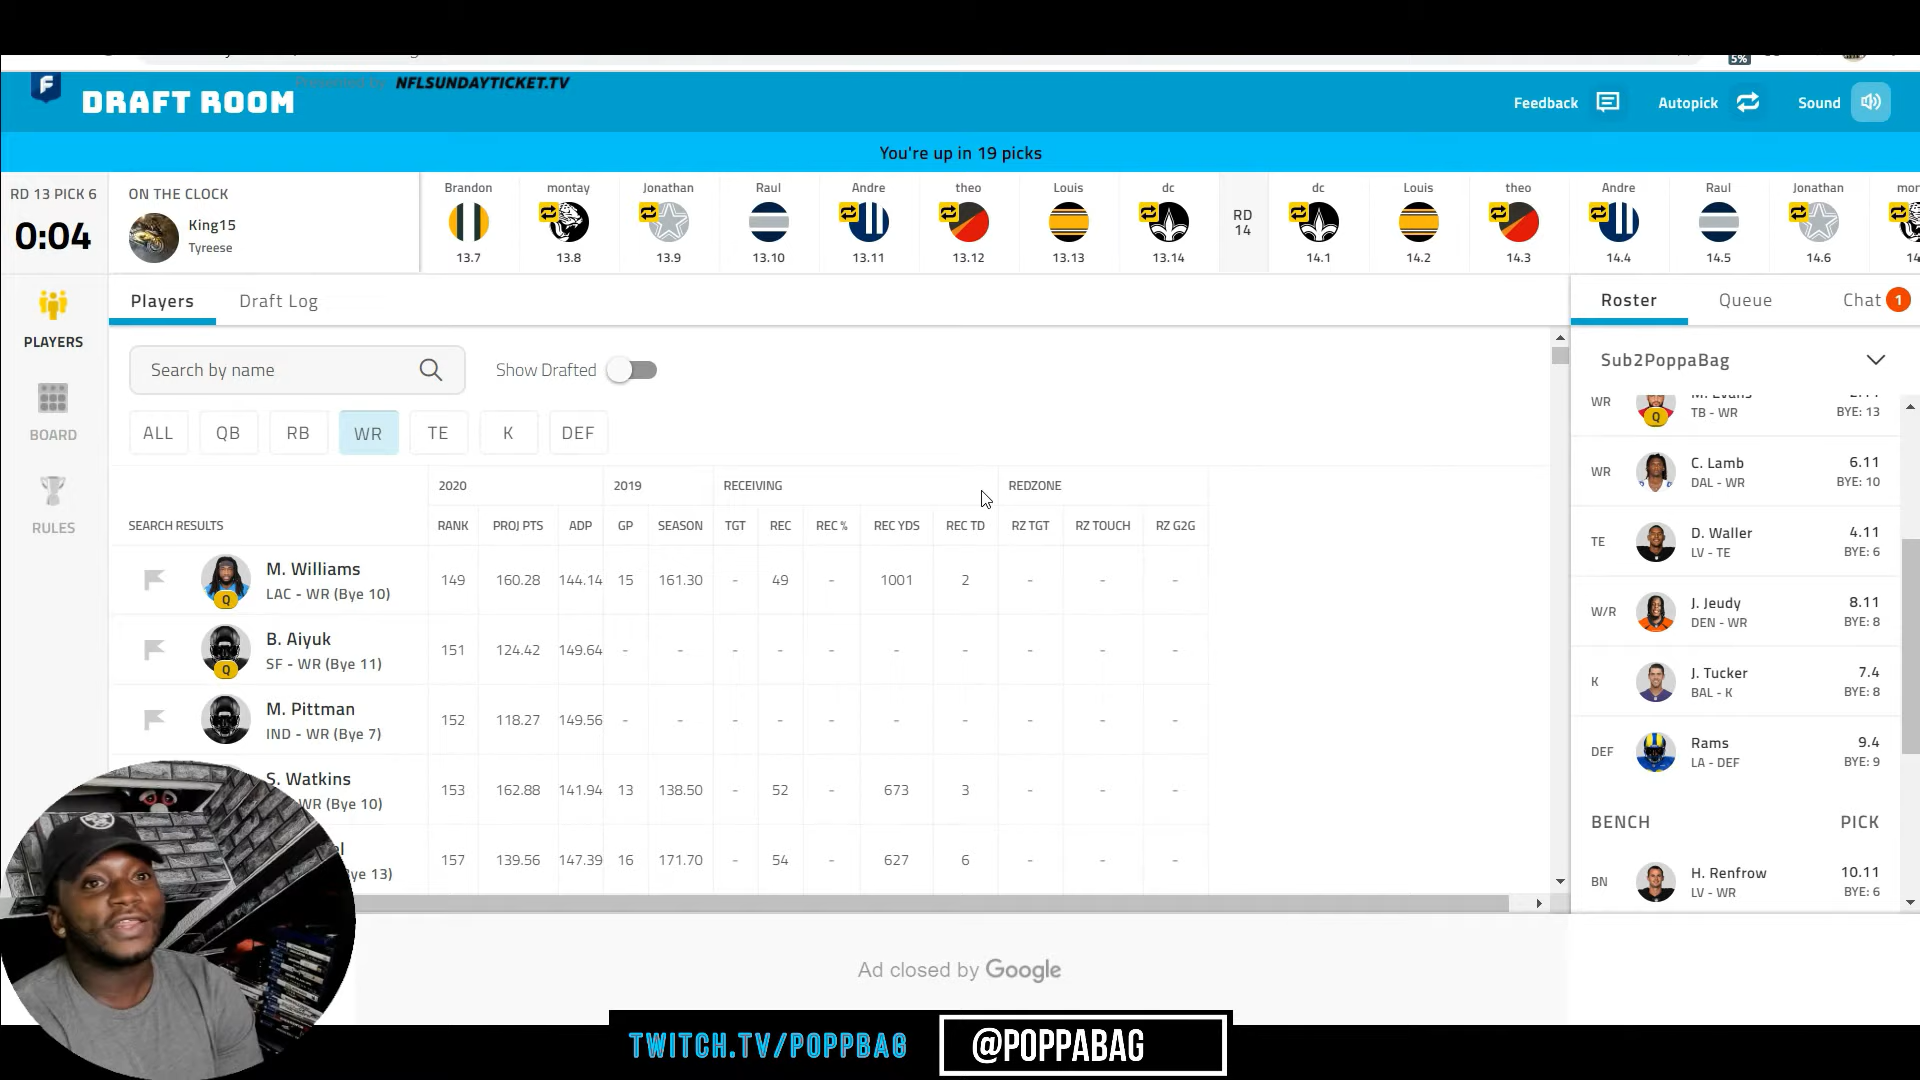 5%
Presented by NFLSUNDAYTICKET.TV
DRAFT ROOM
Feedback
Autopick
Sound
You're up in 19 picks
RD 13 PICK 6
0:04
ON THE CLOCK
King15
Tyreese
Brandon
13.7
montay
13.8
Jonathan
13.9
Raul
13.10
Andre
13.11
theo
13.12
Louis
13.13
dc
13.14
RD
14
dc
14.1
Louis
14.2
theo
14.3
Andre
14.4
Raul
14.5
Jonathan
14.6
PLAYERS
BOARD
RULES
Players
Draft Log
Search by name
Show Drafted
ALL QB RB WR TE K DEF
2020 2019 RECEIVING REDZONE
SEARCH RESULTS RANK PROJ PTS ADP GP SEASON TGT REC REC % REC YDS REC TD RZ TGT RZ TOUCH RZ G2G
M. Williams
Q
LAC - WR (Bye 10)
149 160.28 144.14 15 161.30 - 49 - 1001 2 - - -
B. Aiyuk
Q
SF - WR (Bye 11)
151 124.42 149.64 - - - - - - - - - -
M. Pittman
IND - WR (Bye 7)
152 118.27 149.56 - - - - - - - - - -
S. Watkins
WR (Bye 10)
153 162.88 141.94 13 138.50 - 52 - 673 3 - - -
157 139.56 147.39 16 171.70 - 54 - 627 6 - - -
Roster
Queue
Chat 1
Sub2PoppaBag
WR
Q
M. Evans
TB - WR
BYE: 13
WR
C. Lamb
DAL - WR
6.11
BYE: 10
TE
D. Waller
LV - TE
4.11
BYE: 6
W/R
J. Jeudy
DEN - WR
8.11
BYE: 8
K
J. Tucker
BAL - K
7.4
BYE: 8
DEF
Rams
LA - DEF
9.4
BYE: 9
BENCH PICK
BN
H. Renfrow
LV - WR
10.11
BYE: 6
Ad closed by Google
TWITCH.TV/POPPBAG
@POPPABAG